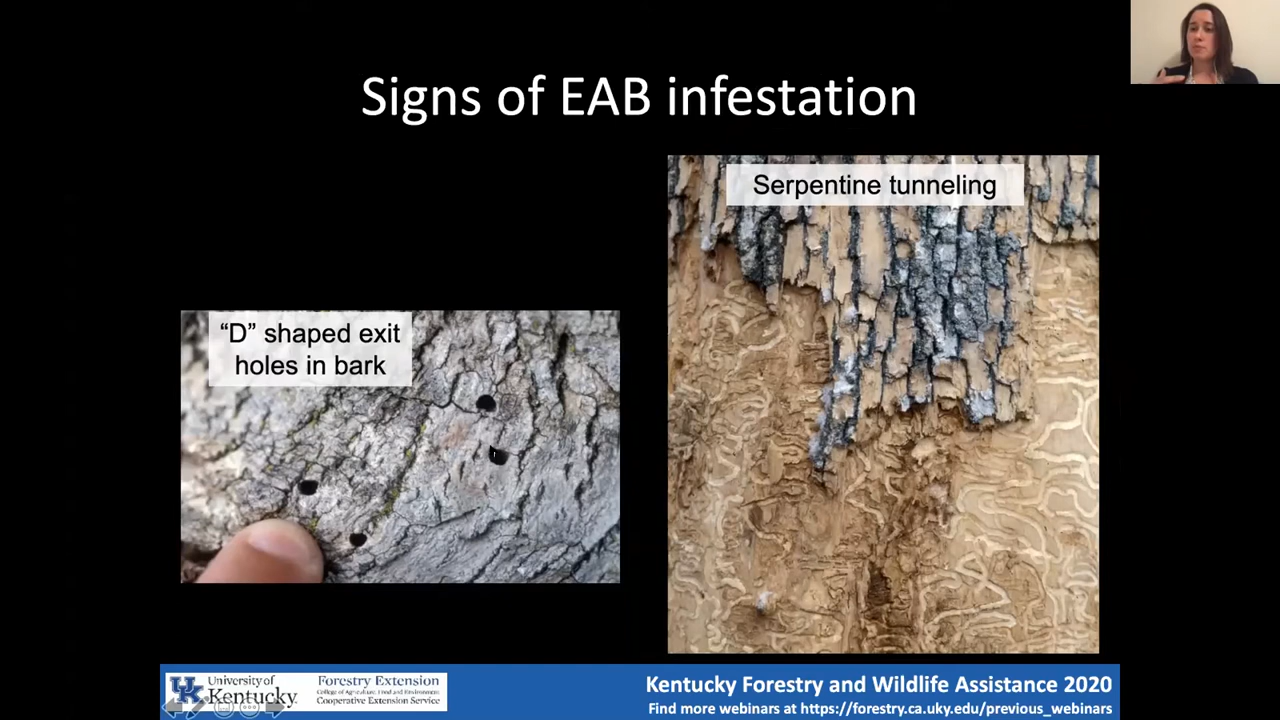 Signs of EAB infestation
Serpentine tunneling
“D” shaped exit
holes in bark
UK
University of
Kentucky
Forestry Extension
College of Agriculture, Food and Environment
Cooperative Extension Service
Kentucky Forestry and Wildlife Assistance 2020
Find more webinars at https://forestry.ca.uky.edu/previous_webinars